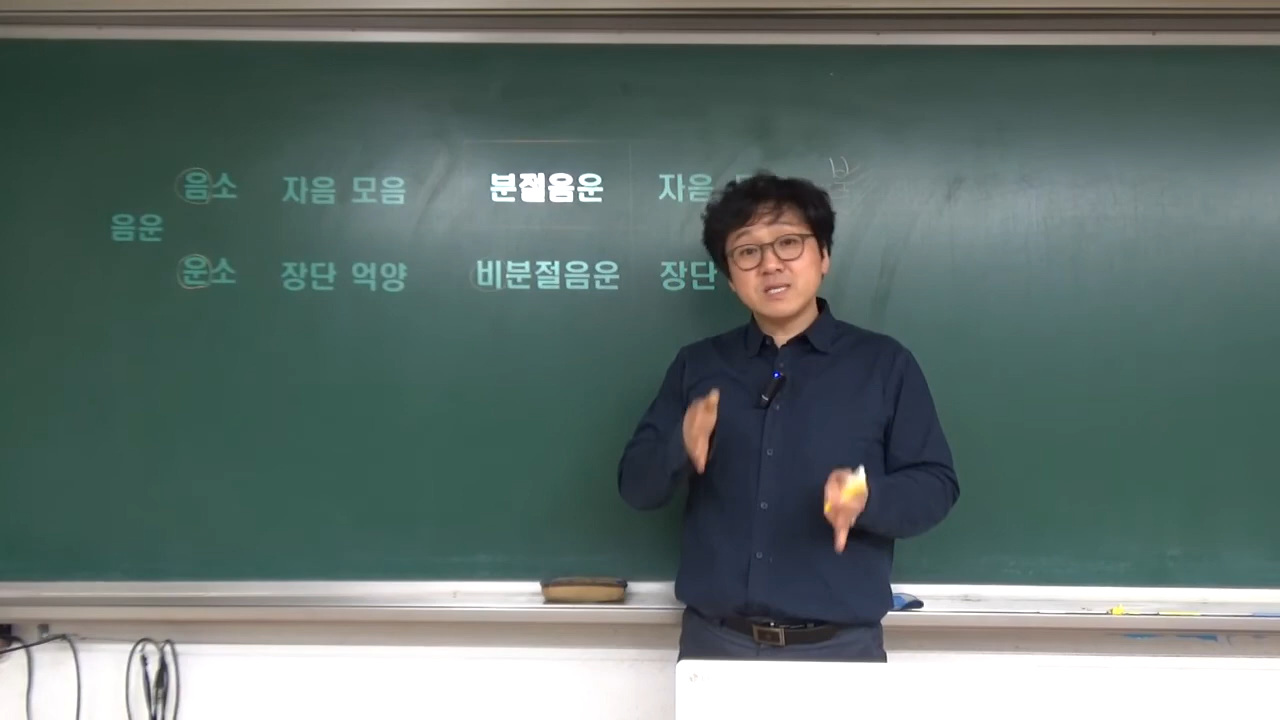 음소 자음 모음 분절음운 자음
음운
운소 장단 억양 비분절음운 장단